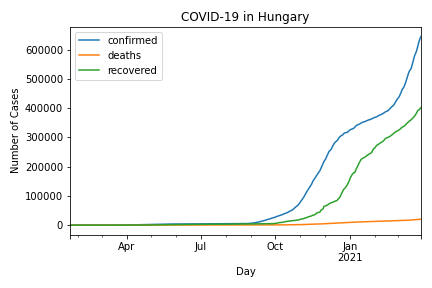 COVID-19 in Hungary
confirmed
deaths
recovered
Number of Cases
600000
500000
400000
300000
200000
100000
0
Apr
Jul
Oct
Jan
2021
Day